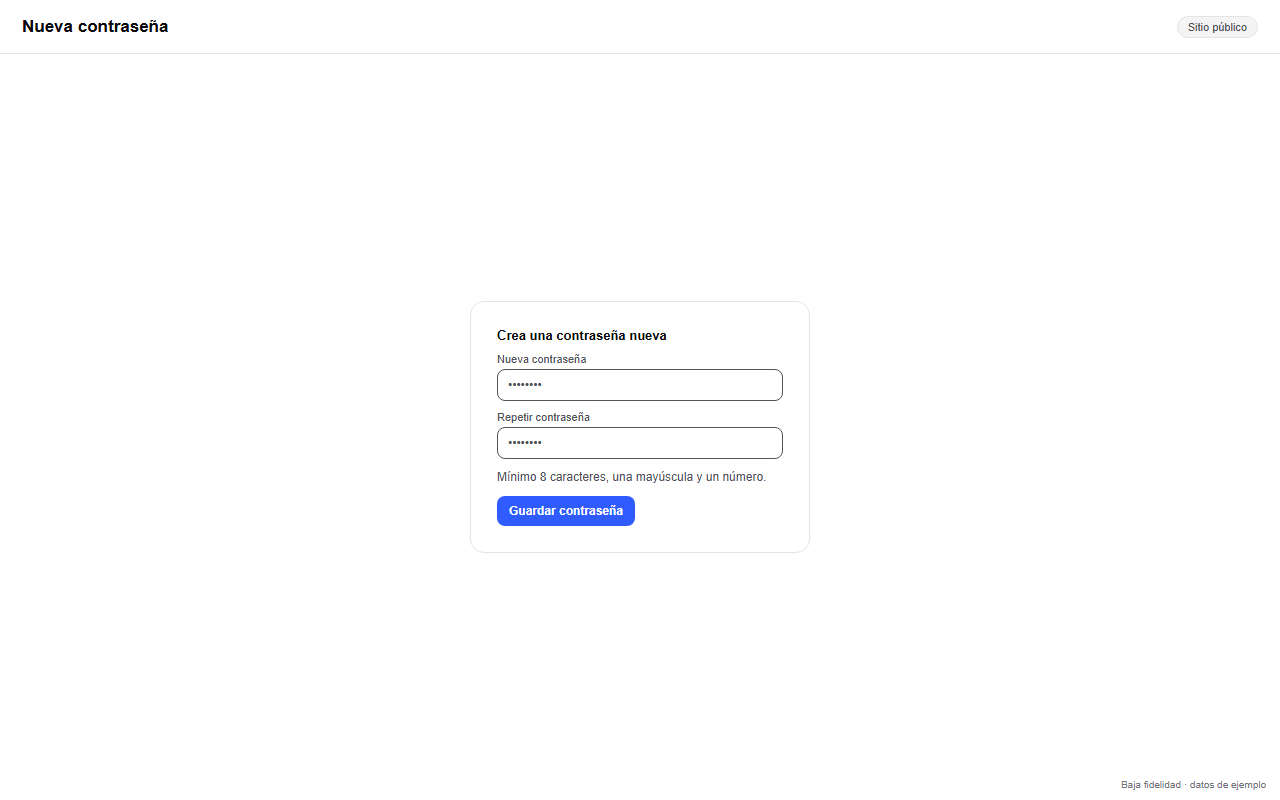 Nueva contraseña
Sitio público
Crea una contraseña nueva
Nueva contraseña
••••••••
Repetir contraseña
••••••••
Mínimo 8 caracteres, una mayúscula y un número.
Guardar contraseña
Baja fidelidad · datos de ejemplo